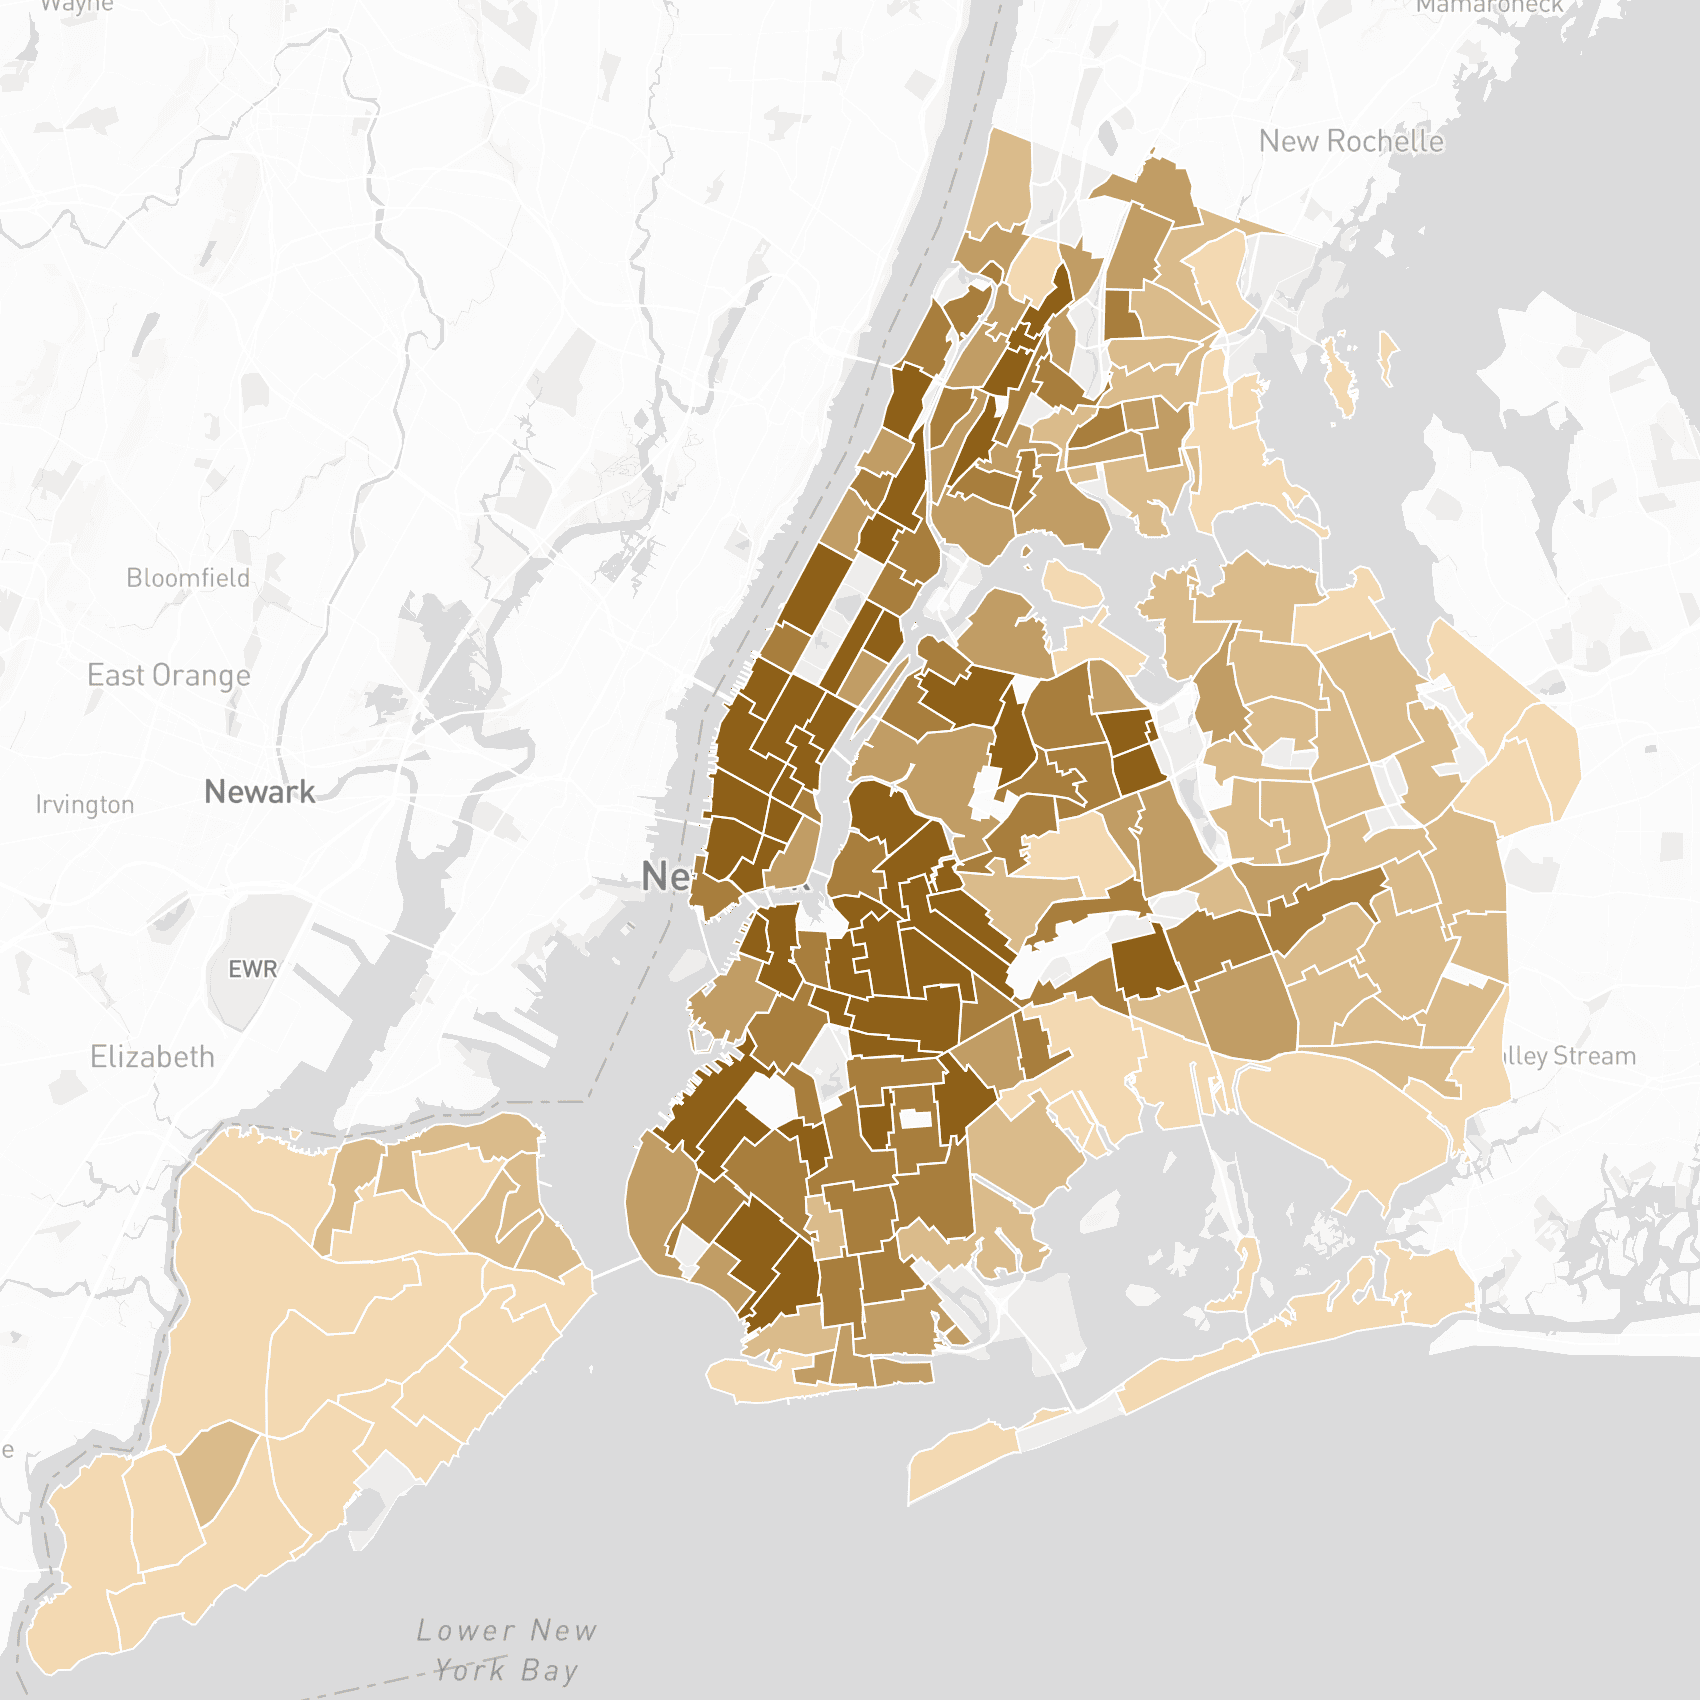 Wayne
Mamaroneck
New Rochelle
Bloomfield
East Orange
Newark
Irvington
Ne
k
EWR
Elizabeth
lley Stream
e
Lower New
York Bay